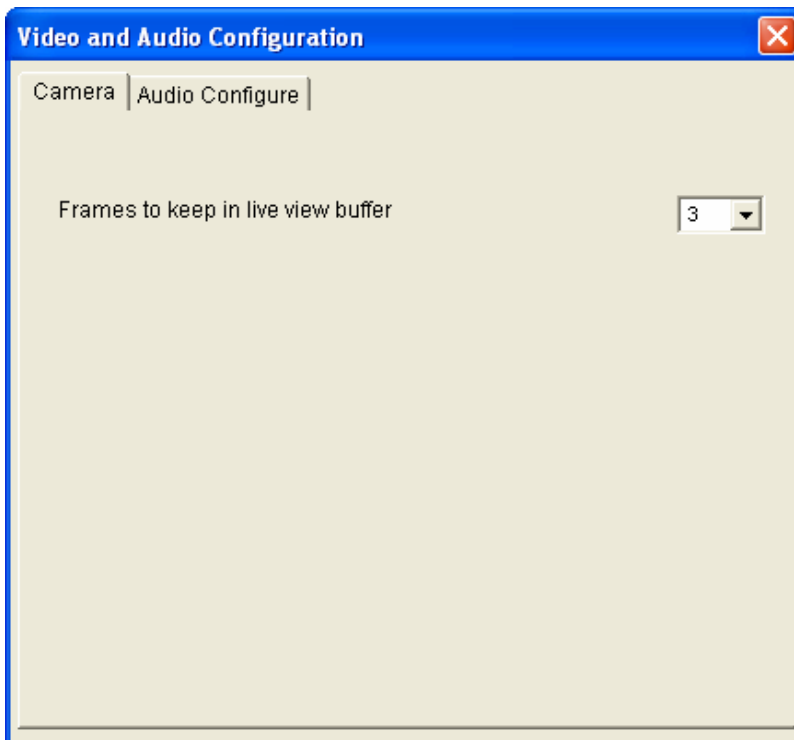 Video and Audio Configuration
Camera
Audio Configure
Frames to keep in live view buffer
3